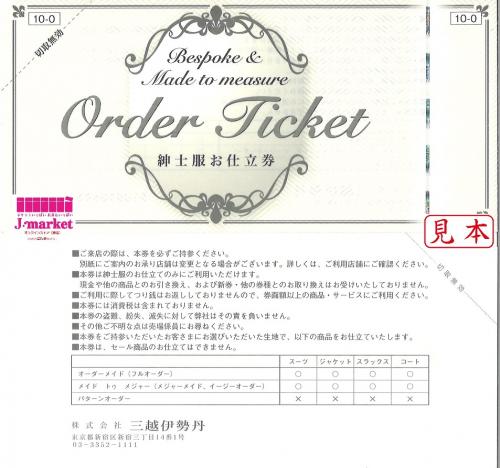 10-0
10-0
切取無効
Bespoke &
Made to measure
Order Ticket
紳士服お仕立券
J·market
見本
切取無効
■ご来店の際は、本券を必ずご持参ください。
別紙にご案内のお承り店舗は変更となる場合がございます。詳しくは、ご利用店舗にご確認ください。
■本券は紳士服のお仕立てのみにご利用いただけます。
現金や他の商品とのお引き換え、および新券・他の券種とのお取り換えはお受けいたしておりません。
■ご利用に際してつり銭はお返ししておりませんので、券面額以上の商品・サービスにご利用ください。
■本券には消費税は含まれておりません。
■本券の盗難、紛失、滅失に対して弊社はその責を負いません。
■その他ご不明な点は売場係員にお尋ねください。
■本券をご持参いただいたお客さまにお選びいただいた生地で、以下の商品をお仕立ていたします。
■本券は、セール商品のお仕立てはできません。
スーツ ジャケット スラックス コート
オーダーメイド（フルオーダー） ○ ○ ○ ○
メイド トゥ メジャー（メジャーメイド、イージーオーダー） ○ ○ ○ ○
パターンオーダー × × × ×
株式会社 三越伊勢丹
東京都新宿区新宿三丁目14番1号
03-3352-1111